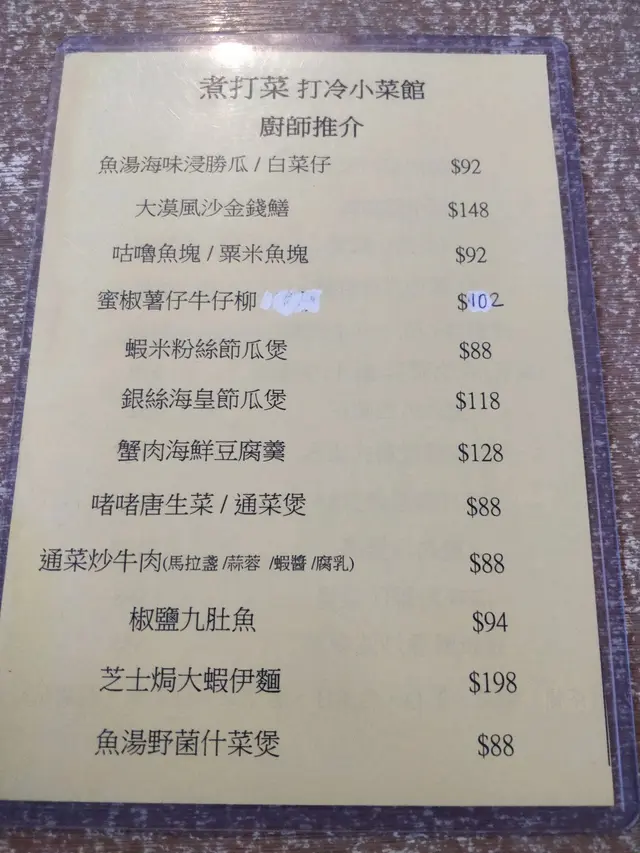 煮打菜 打冷小菜館
廚師推介
魚湯海味浸勝瓜 / 白菜仔 $92
大漠風沙金錢鱔 $148
咕嚕魚塊 / 粟米魚塊 $92
蜜椒薯仔牛仔柳 $102
蝦米粉絲節瓜煲 $88
銀絲海皇節瓜煲 $118
蟹肉海鮮豆腐羹 $128
啫啫唐生菜 / 通菜煲 $88
通菜炒牛肉(馬拉盞 /蒜蓉 /蝦醬 /腐乳) $88
椒鹽九肚魚 $94
芝士焗大蝦伊麵 $198
魚湯野菌什菜煲 $88